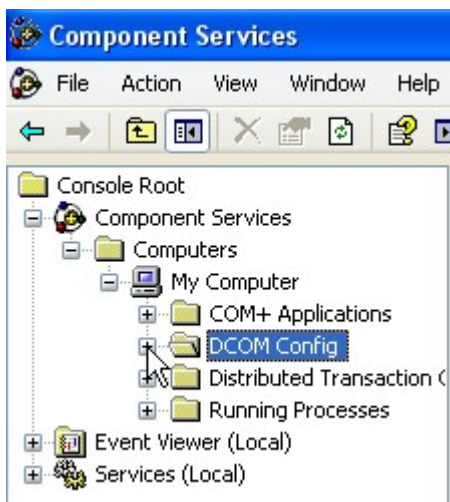 Component Services
File Action View Window Help
Console Root
Component Services
Computers
My Computer
COM+ Applications
DCOM Config
Distributed Transaction
Running Processes
Event Viewer (Local)
Services (Local)